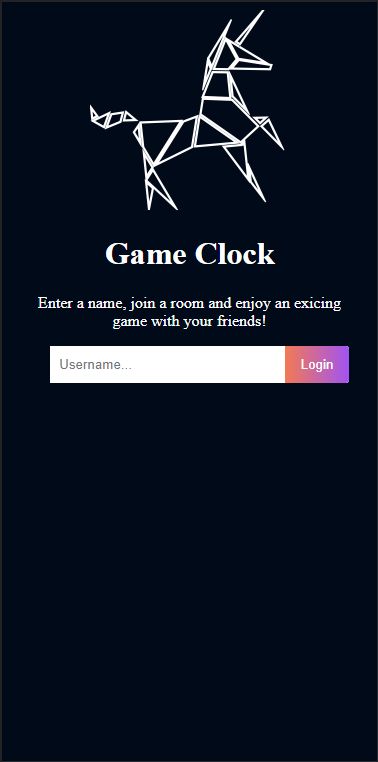 Game Clock
Enter a name, join a room and enjoy an exicing
game with your friends!
Username...
Login